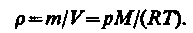 ρ = m/V = pM/(RT).